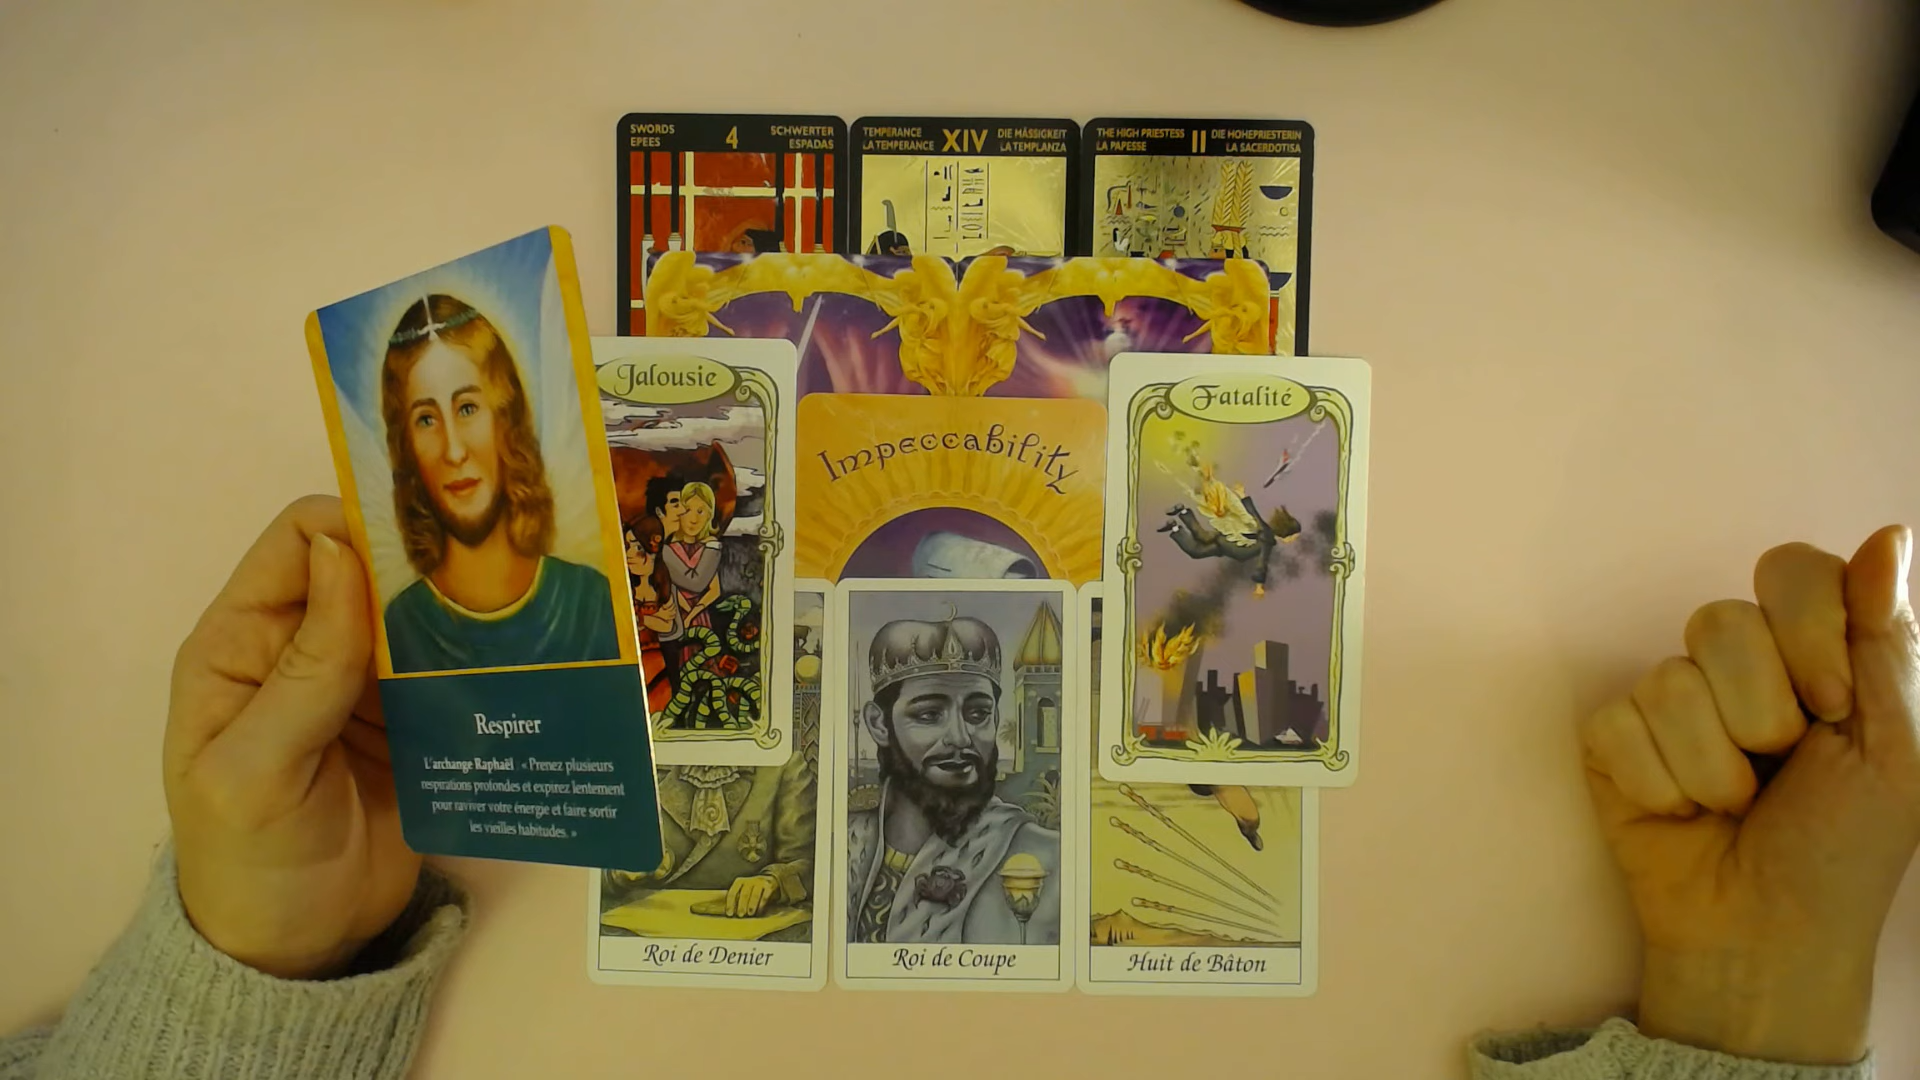 SWORDS
EPEES
4
SCHWERTER
ESPADAS
TEMPERANCE
LA TEMPERANCE
XIV
DIE MÄSSIGKEIT
LA TEMPLANZA
THE HIGH PRIESTESS
LA PAPESSE
II
DIE HOHEPRIESTERIN
LA SACERDOTISA
Jalousie
Impeccability
Fatalité
Respirer
L'archange Raphaël : « Prenez plusieurs
respirations profondes et expirez lentement
pour raviver votre énergie et faire sortir
les vieilles habitudes. »
Roi de Denier
Roi de Coupe
Huit de Bâton